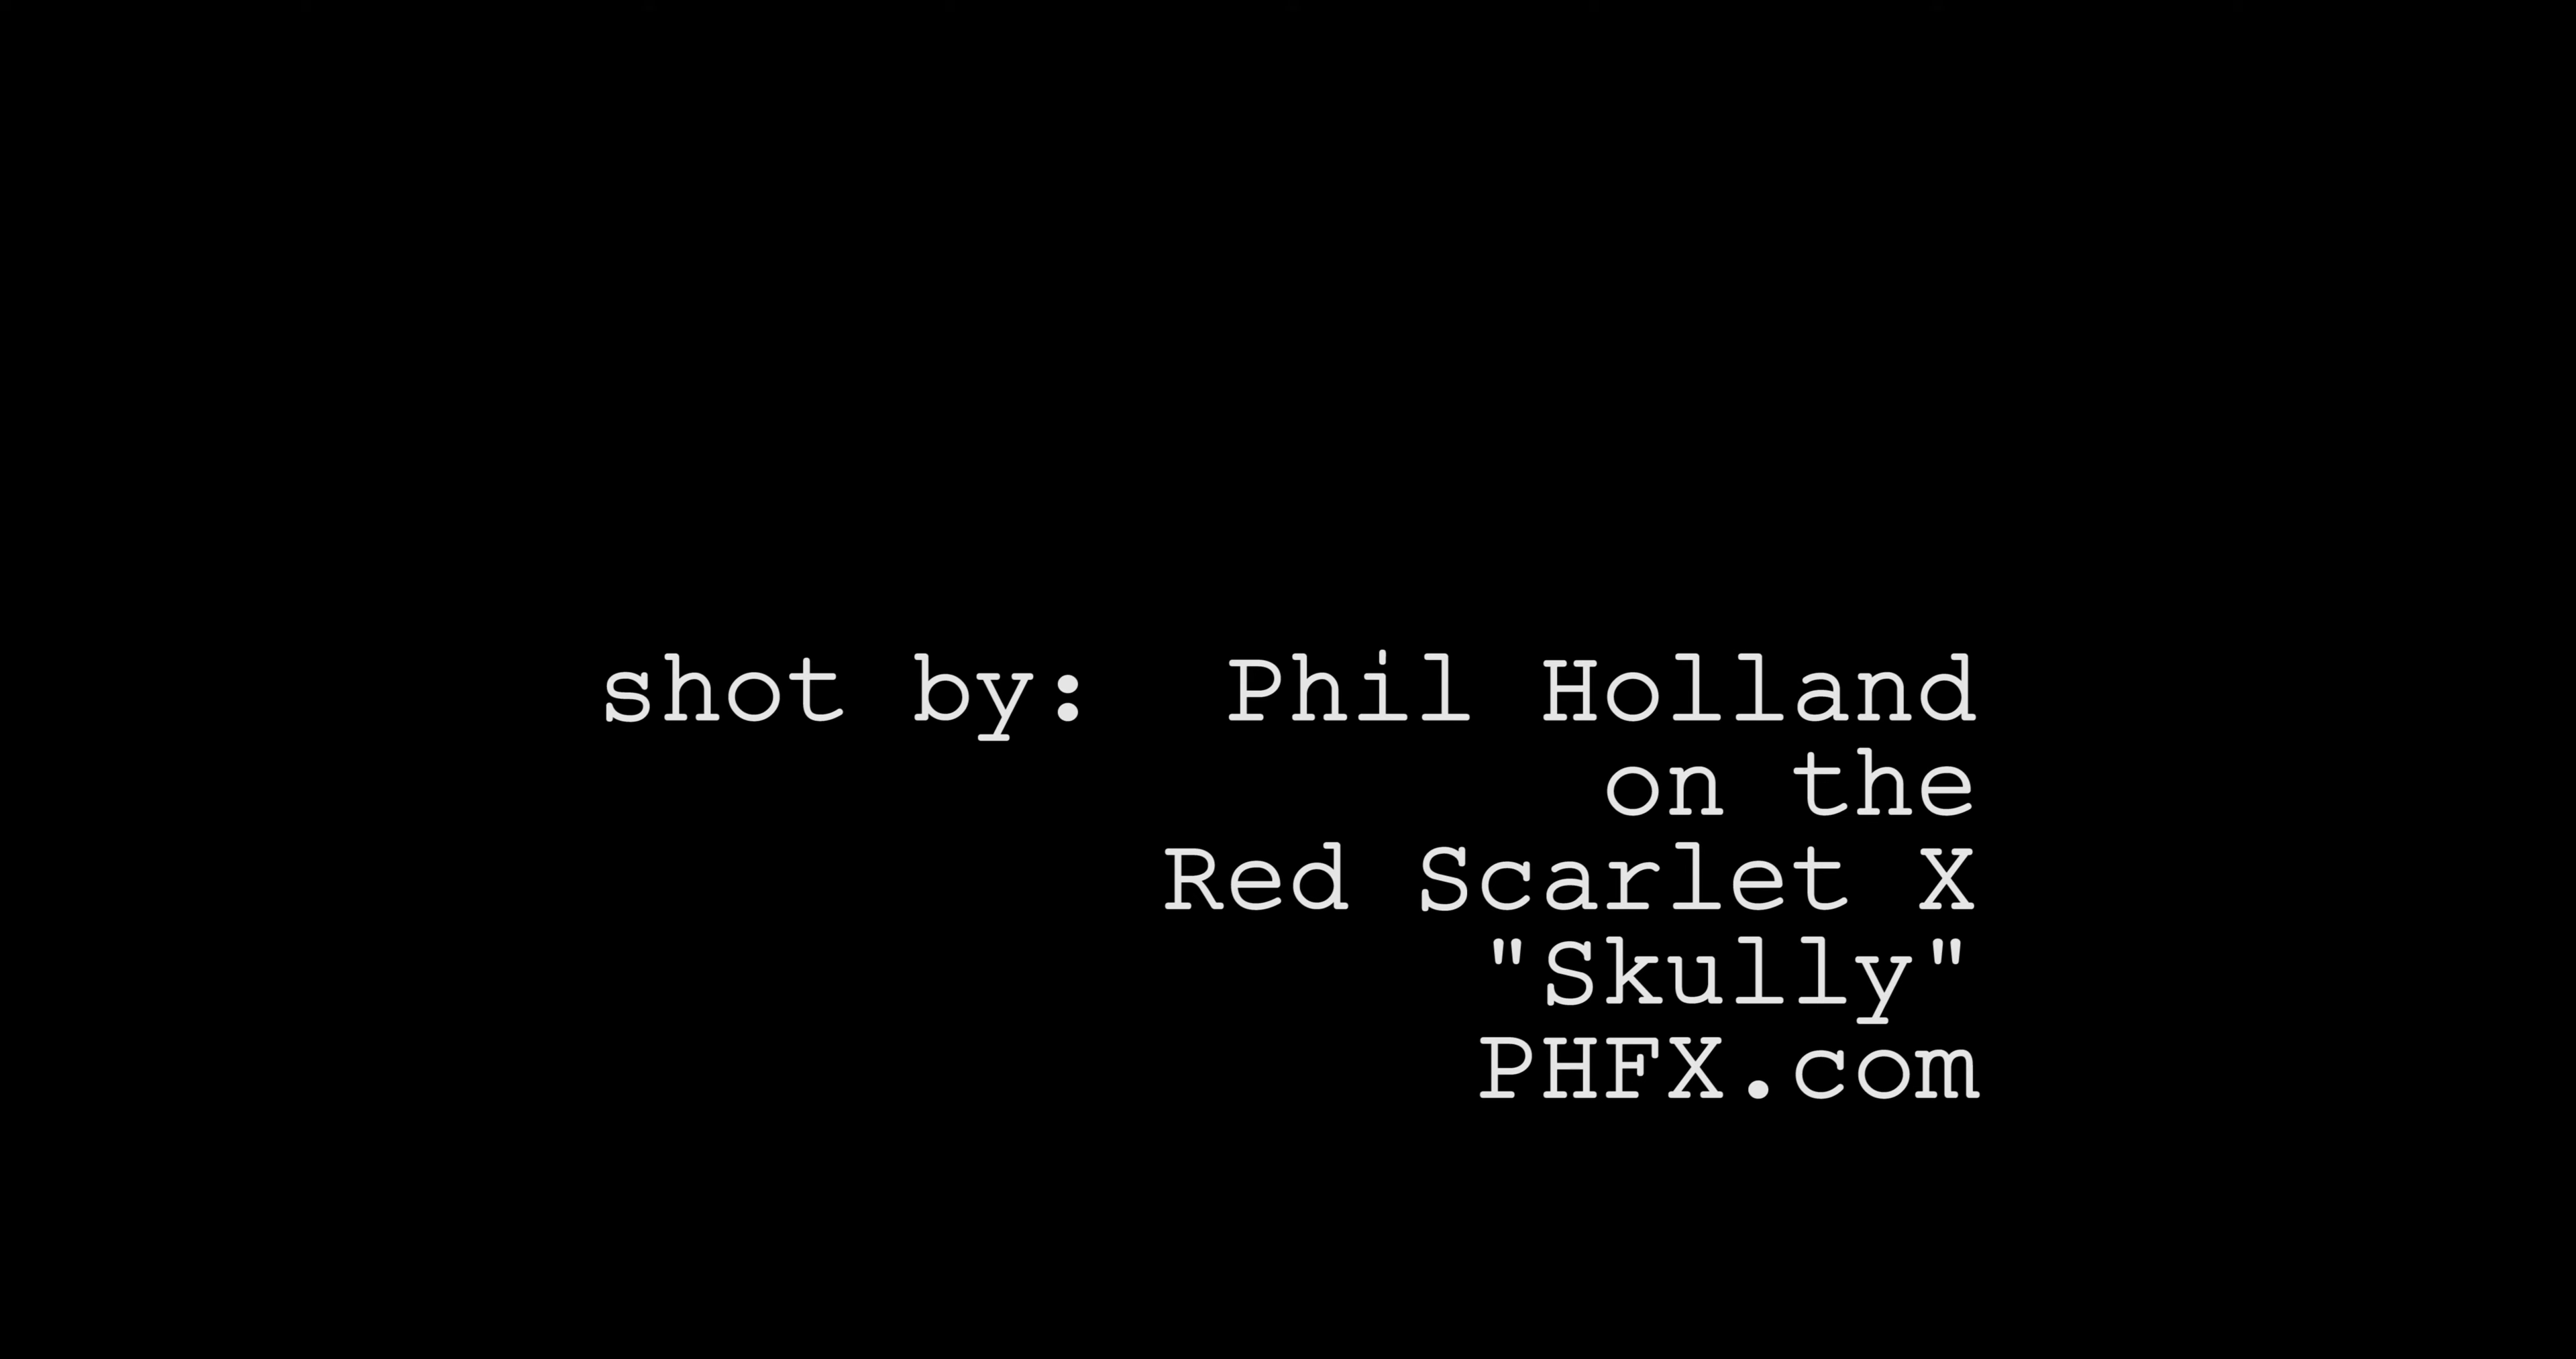 shot by:  Phil Holland
on the
Red Scarlet X
"Skully"
PHFX.com